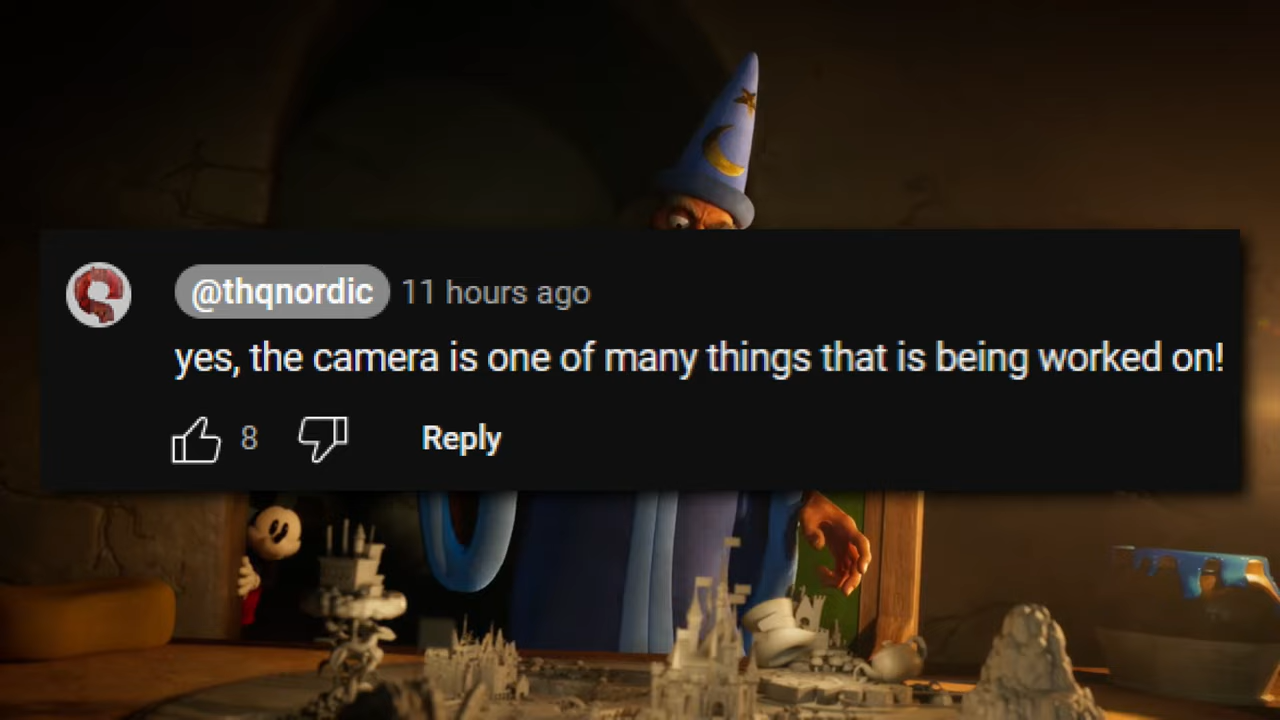 @thqnordic 11 hours ago
yes, the camera is one of many things that is being worked on!
8 Reply